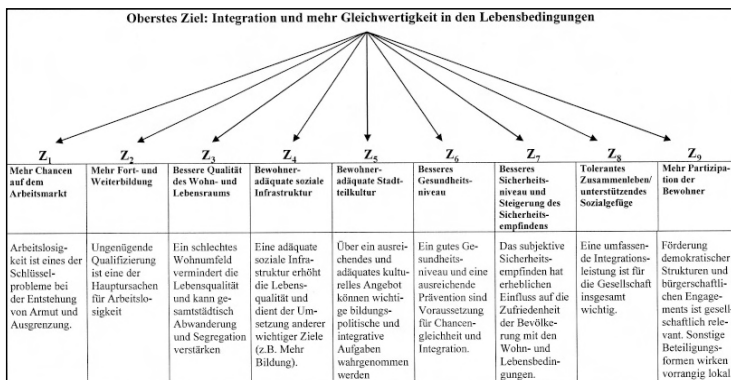 Oberstes Ziel: Integration und mehr Gleichwertigkeit in den Lebensbedingungen
Z1
Mehr Chancen
auf dem
Arbeitsmarkt
Arbeitslosig-
keit ist eines der
Schlüssel-
probleme bei
der Entstehung
von Armut und
Ausgrenzung.
Z2
Mehr Fort- und
Weiterbildung
Ungenügende
Qualifizierung
ist eine der
Hauptursachen
für Arbeitslo-
sigkeit
Z3
Bessere Qualität
des Wohn- und
Lebensraums
Ein schlechtes
Wohnumfeld
vermindert die
Lebensqualität
und kann ge-
samtstädtisch
Abwanderung
und Segregation
verstärken
Z4
Bewohner-
adäquate soziale
Infrastruktur
Eine adäquate
soziale Infra-
struktur erhöht
die Lebens-
qualität und
dient der Um-
setzung anderer
wichtiger Ziele
(z.B. Mehr
Bildung).
Z5
Bewohner-
adäquate Stadt-
teilkultur
Über ein ausrei-
chendes und
adäquates kultu-
relles Angebot
können wichti-
ge bildungs-
politische und
integrative
Aufgaben
wahrgenommen
werden
Z6
Besseres
Gesundheits-
niveau
Ein gutes Ge-
sundheits-
niveau und eine
ausreichende
Prävention sind
Voraussetzung
für Chancen-
gleichheit und
Integration.
Z7
Besseres
Sicherheits-
niveau und
Steigerung des
Sicherheits-
empfindens
Das subjektive
Sicherheits-
empfinden hat
erheblichen
Einfluss auf die
Zufriedenheit
der Bevölke-
rung mit den
Wohn- und
Lebensbedin-
gungen.
Z8
Tolerantes
Zusammenleben/
unterstützendes
Sozialgefüge
Eine umfassen-
de Integrations-
leistung ist für
die Gesellschaft
insgesamt
wichtig.
Z9
Mehr Partizipa-
tion der
Bewohner
Förderung
demokratischer
Strukturen und
bürgerschaftli-
chen Engage-
ments ist gesell-
schaftlich rele-
vant. Sonstige
Beteiligungs-
formen wirken
vorrangig lokal